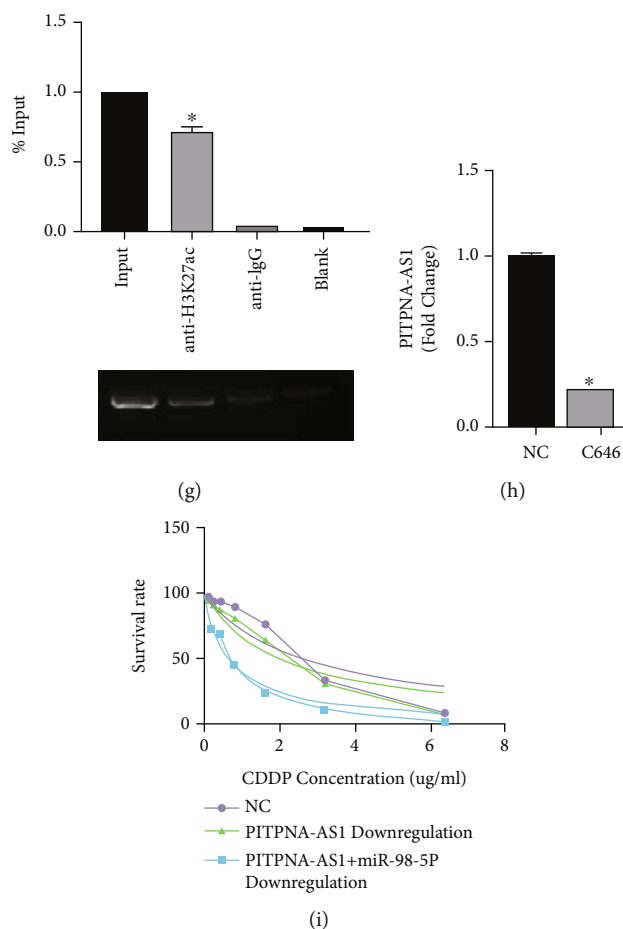 % Input
1.0
0.5
0.0
*
Input
anti-H3K27ac
anti-IgG
Blank
(g)
PITPNA-AS1
(Fold Change)
1.5
1.0
0.5
0.0
*
NC
C646
(h)
Survival rate
150
100
50
0
0
2
4
6
8
CDDP Concentration (ug/ml)
NC
PITPNA-AS1 Downregulation
PITPNA-AS1+miR-98-5P
Downregulation
(i)